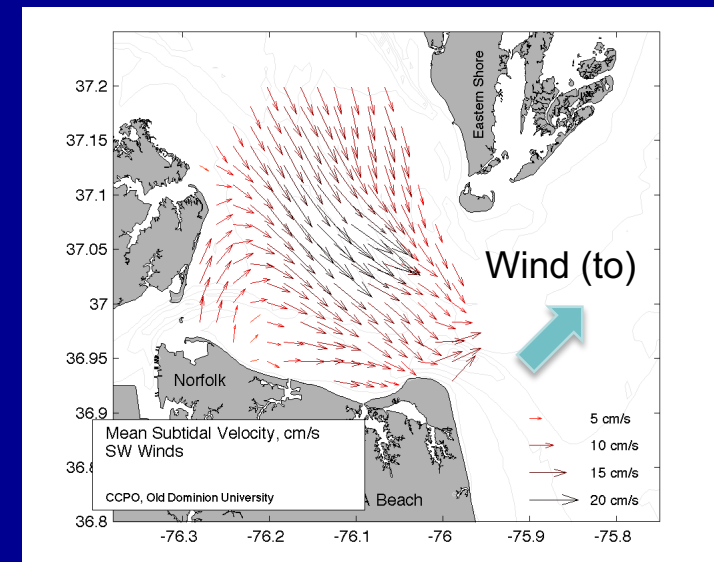 37.2
37.15
37.1
37.05
37
36.95
36.9
36.8
36.8
-76.3
-76.2
-76.1
-76
-75.9
-75.8
Eastern Shore
Wind (to)
Norfolk
Mean Subtidal Velocity, cm/s
SW Winds
CCPO, Old Dominion University
Beach
5 cm/s
10 cm/s
15 cm/s
20 cm/s